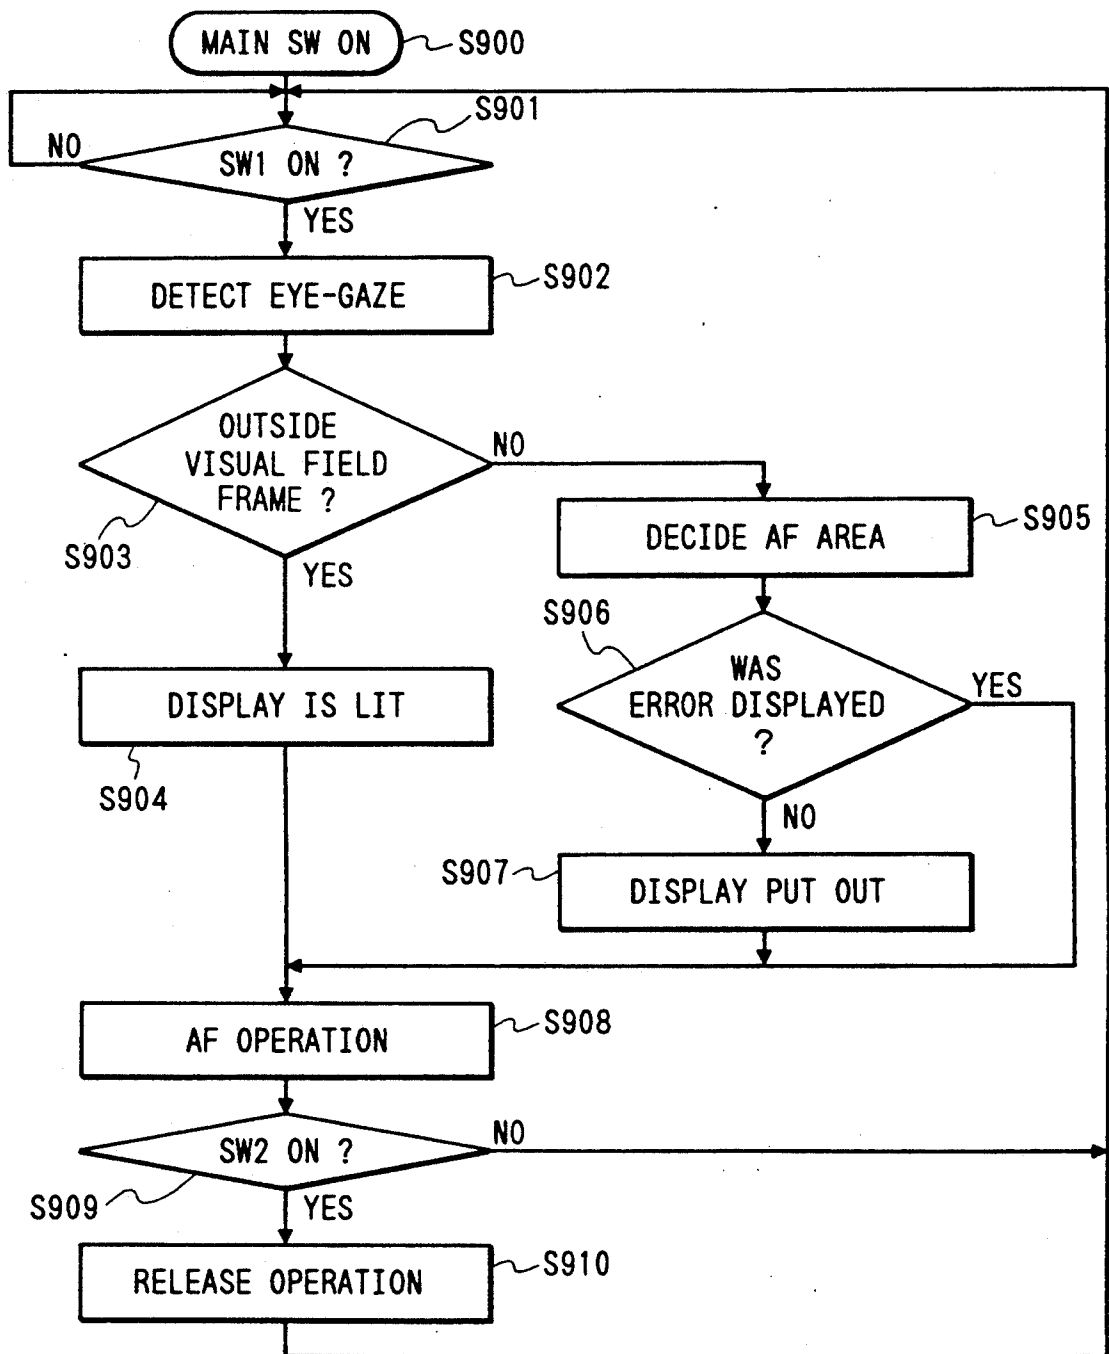 MAIN SW ON
S900
S901
NO
SW1 ON ?
YES
S902
DETECT EYE-GAZE
OUTSIDE
VISUAL FIELD
FRAME ?
NO
S903
YES
S905
DECIDE AF AREA
S906
WAS
ERROR DISPLAYED
?
YES
DISPLAY IS LIT
S904
NO
S907
DISPLAY PUT OUT
S908
AF OPERATION
SW2 ON ?
NO
S909
YES
S910
RELEASE OPERATION